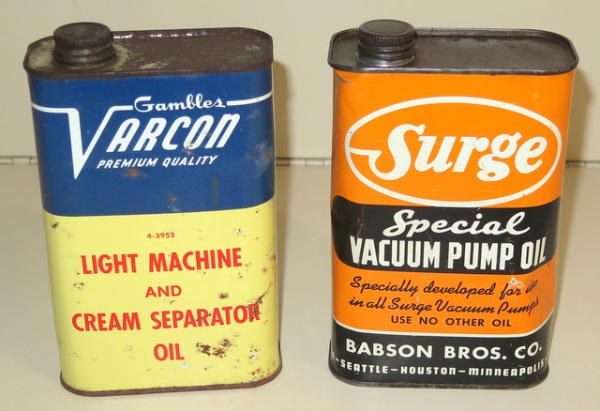 Gambles
VARCON
PREMIUM QUALITY
4-3953
LIGHT MACHINE
AND
CREAM SEPARATOR
OIL
Surge
Special
VACUUM PUMP OIL
Specially developed for use
in all Surge Vacuum Pumps
USE NO OTHER OIL
BABSON BROS. CO.
-SEATTLE-HOUSTON-MINNEAPOLIS